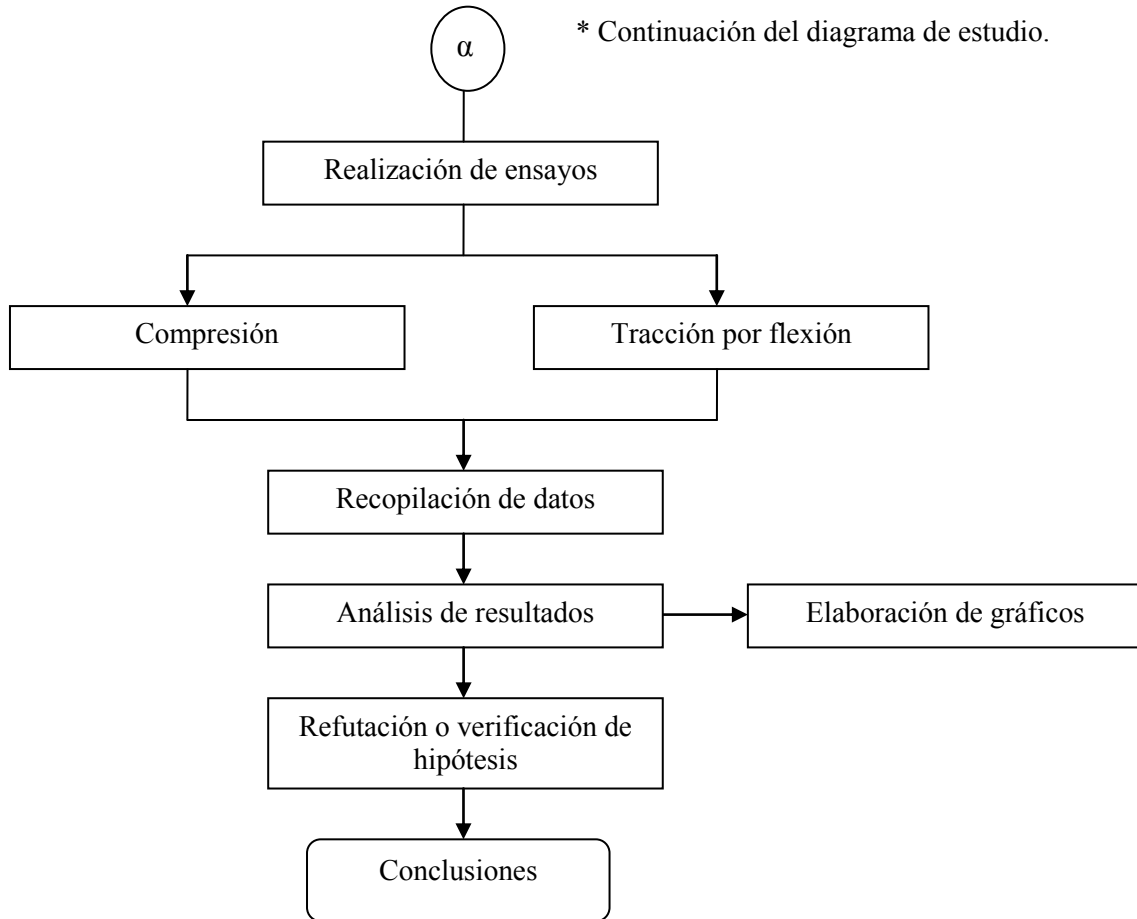 α
* Continuación del diagrama de estudio.
Realización de ensayos
Compresión
Tracción por flexión
Recopilación de datos
Análisis de resultados
Elaboración de gráficos
Refutación o verificación de
hipótesis
Conclusiones